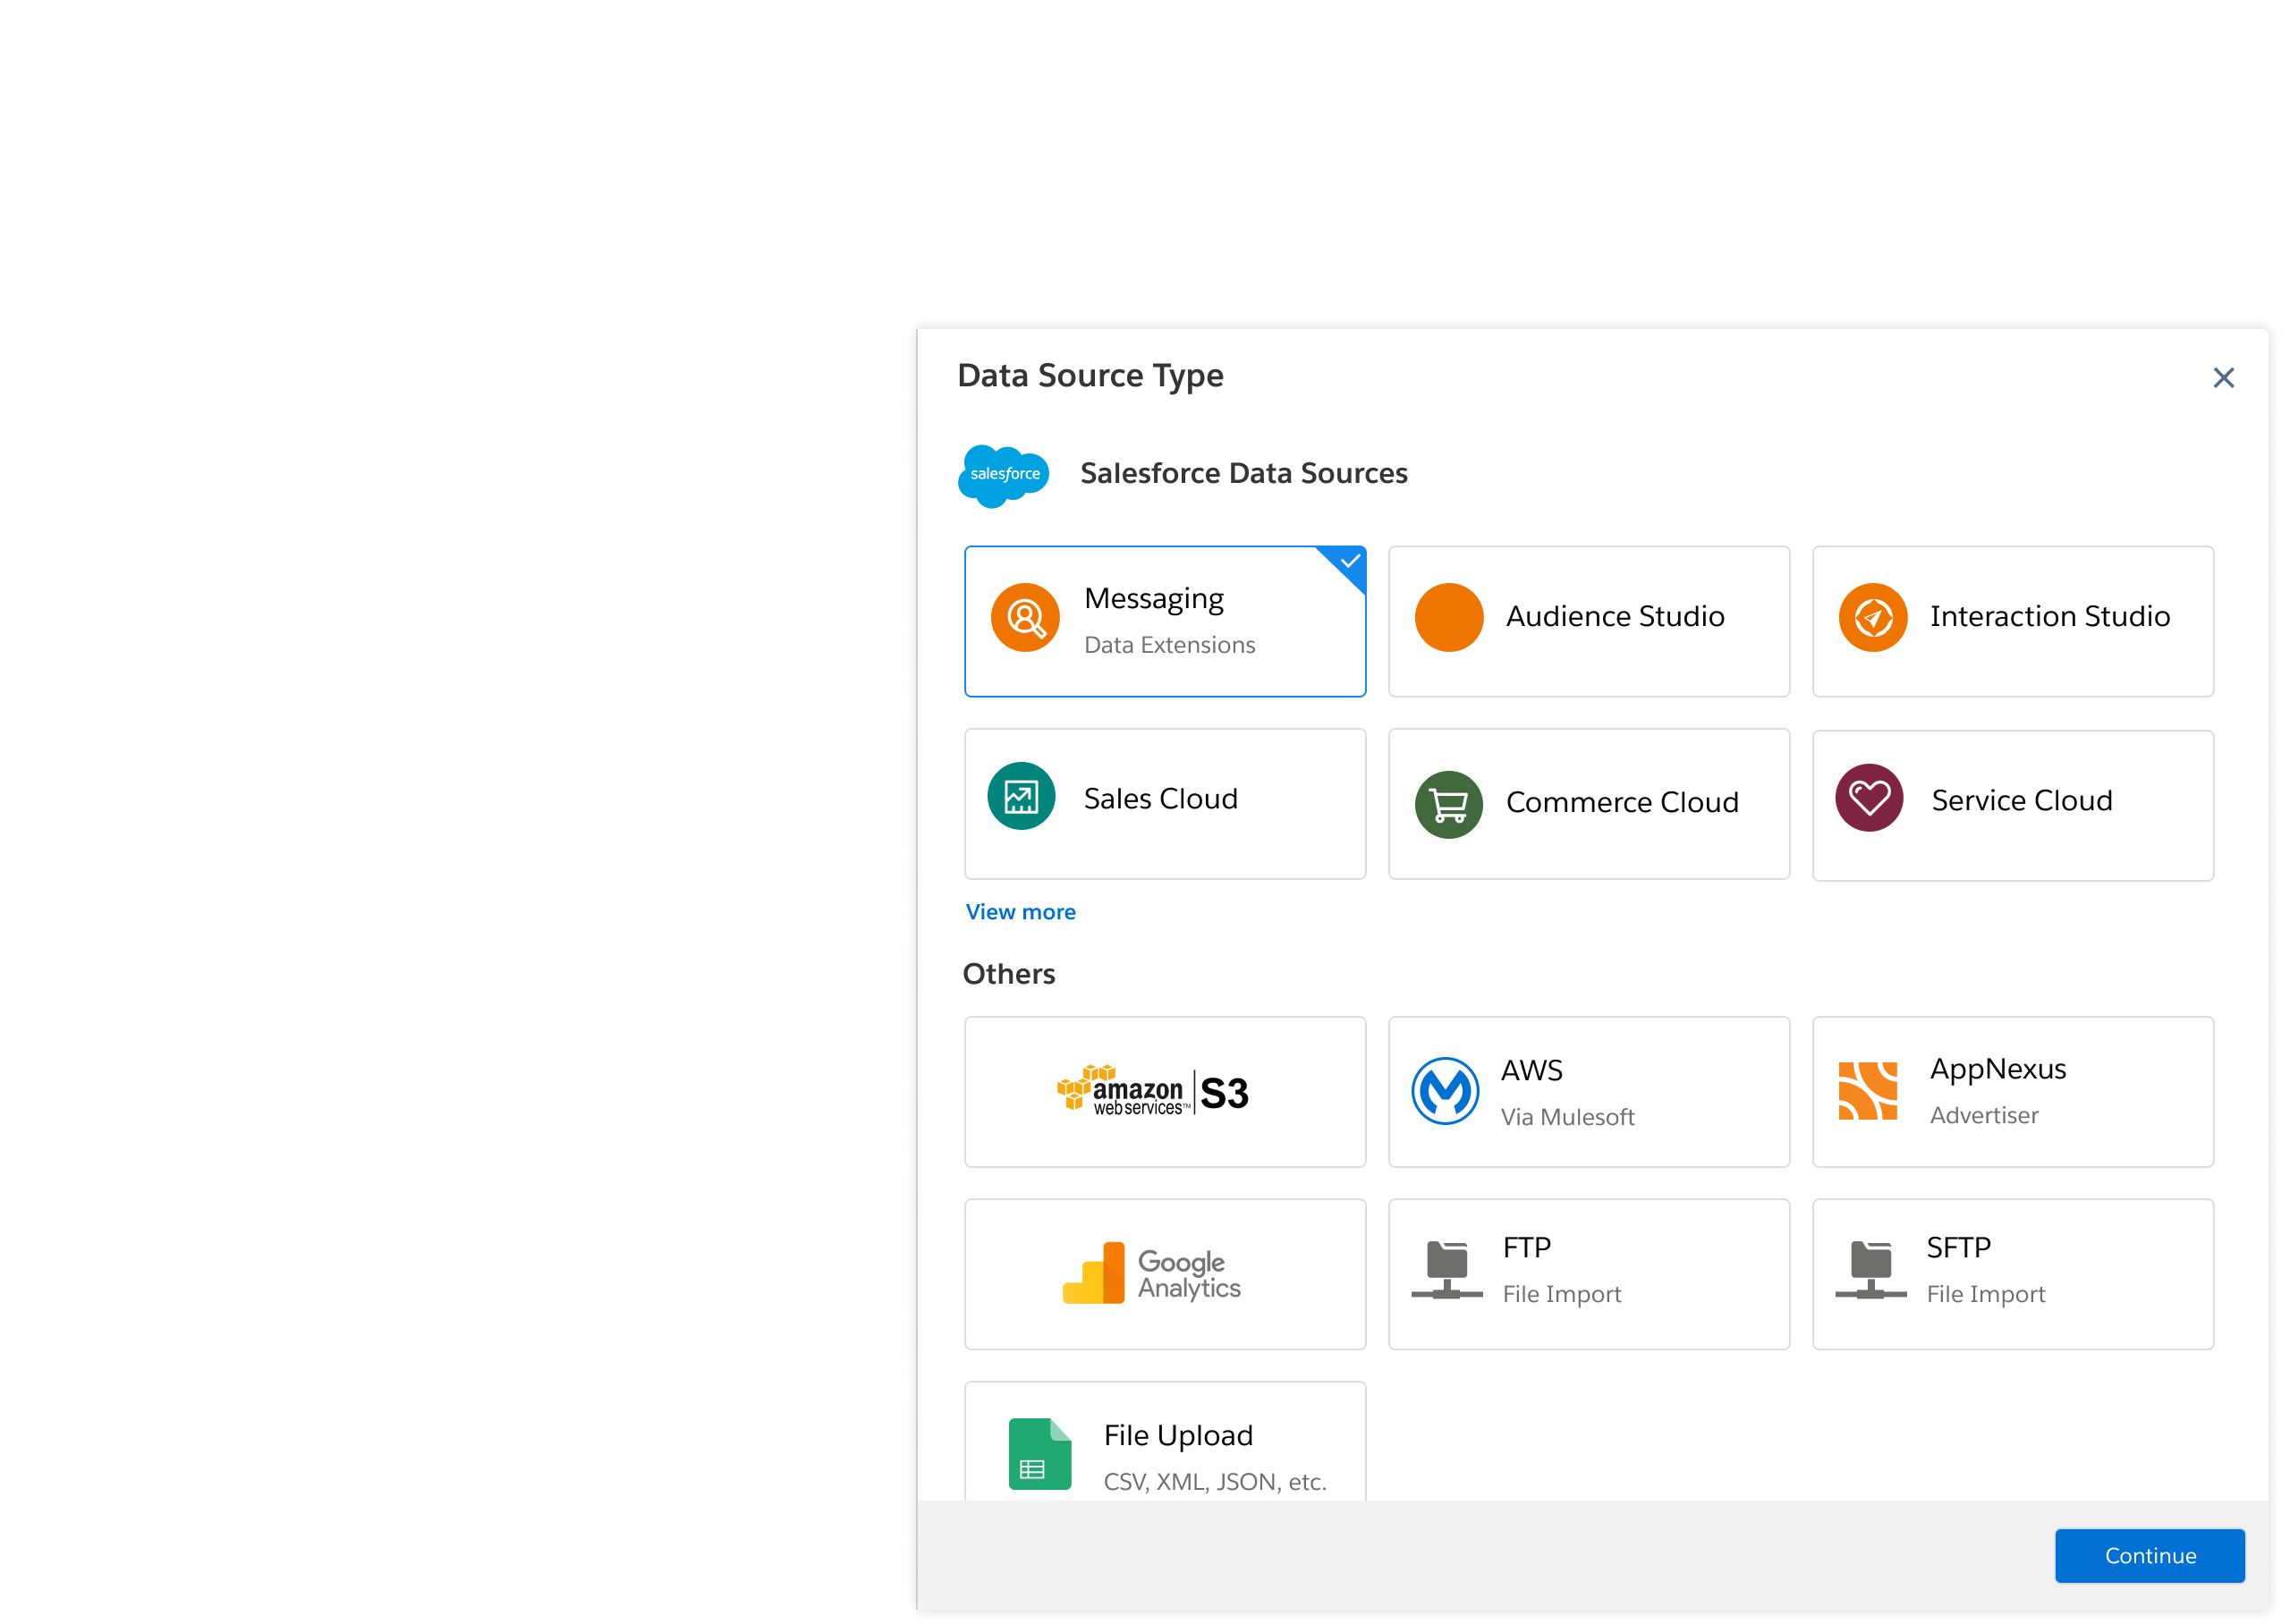 Data Source Type
salesforce
Salesforce Data Sources
Messaging
Data Extensions
Audience Studio
Interaction Studio
Sales Cloud
Commerce Cloud
Service Cloud
View more
Others
amazon
web services™
S3
AWS
Via Mulesoft
AppNexus
Advertiser
Google
Analytics
FTP
File Import
SFTP
File Import
File Upload
CSV, XML, JSON, etc.
Continue